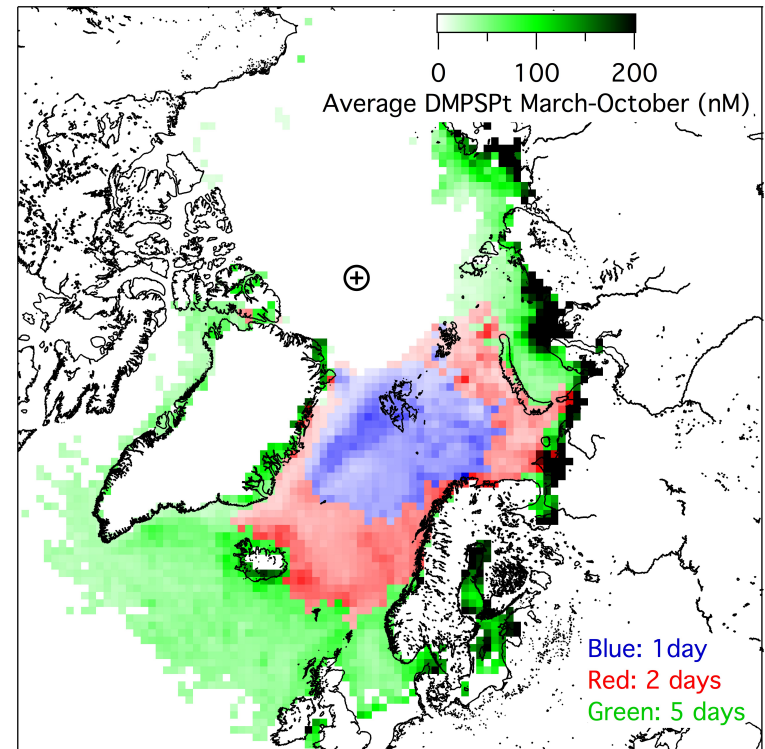 0 100 200
Average DMPSPt March-October (nM)
Blue: 1day
Red: 2 days
Green: 5 days